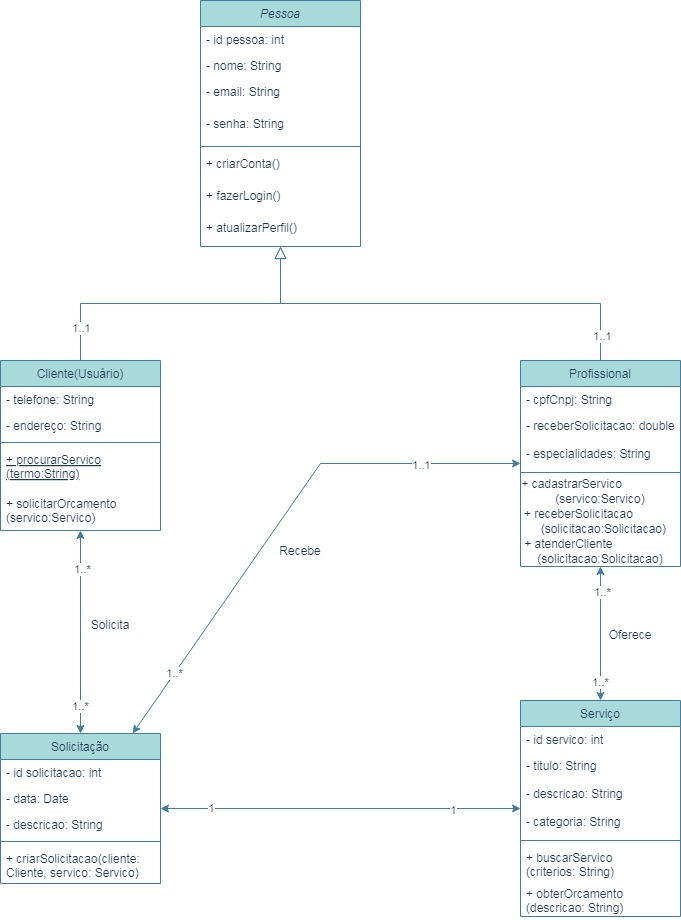 Pessoa
- id pessoa: int
- nome: String
- email: String
- senha: String
+ criarConta()
+ fazerLogin()
+ atualizarPerfil()
1..1
1..1
Cliente(Usuário)
- telefone: String
- endereço: String
+ procurarServico
(termo:String)
+ solicitarOrcamento
(servico:Servico)
Profissional
- cpfCnpj: String
- receberSolicitacao: double
- especialidades: String
+ cadastrarServico
(servico:Servico)
+ receberSolicitacao
(solicitacao:Solicitacao)
+ atenderCliente
(solicitacao:Solicitacao)
1..1
Recebe
1..*
1..*
Solicita
1..*
1..*
Oferece
1..*
Solicitação
- id solicitacao: int
- data: Date
- descricao: String
+ criarSolicitacao(cliente:
Cliente, servico: Servico)
1
1
Serviço
- id servico: int
- titulo: String
- descricao: String
- categoria: String
+ buscarServico
(criterios: String)
+ obterOrcamento
(descricao: String)